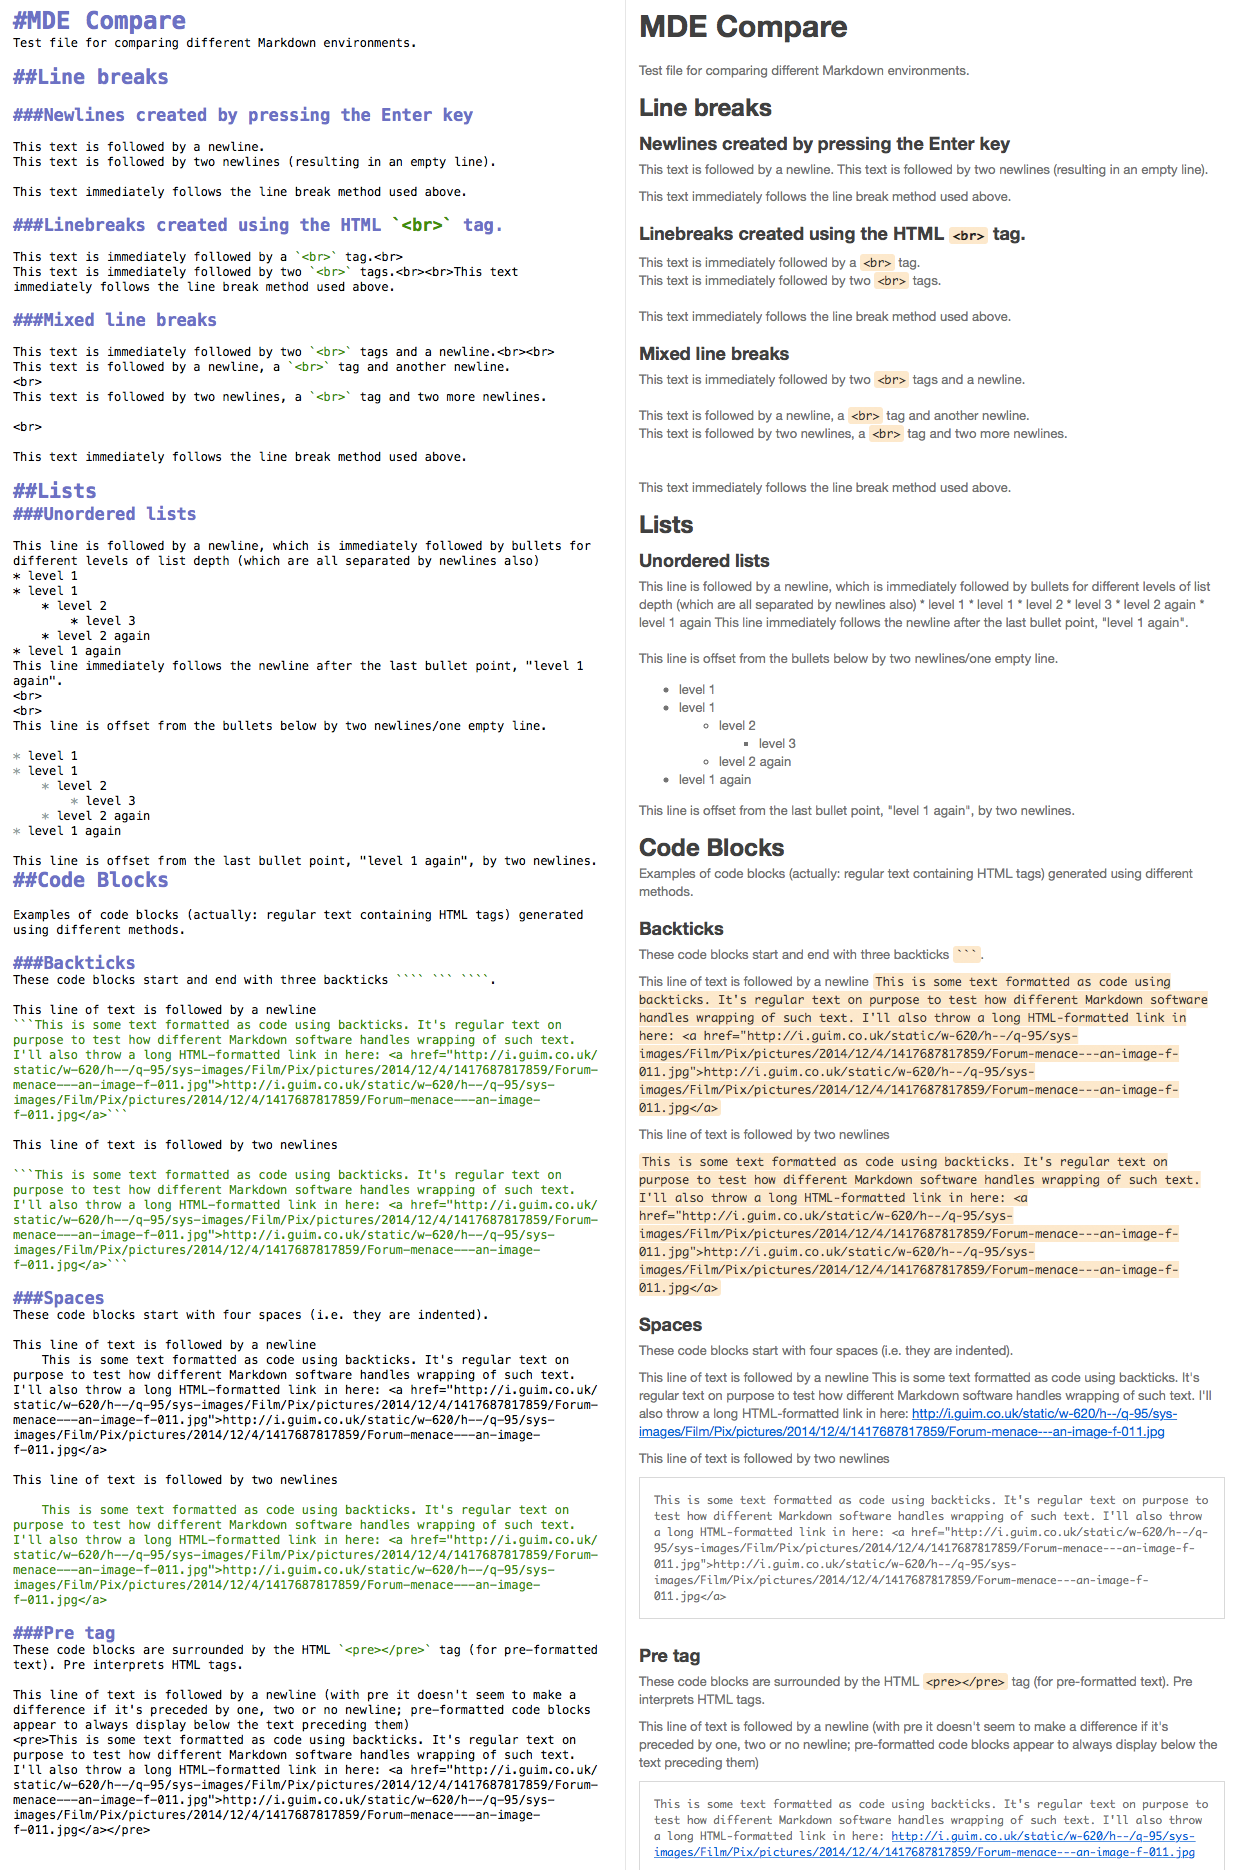 #MDE Compare
Test file for comparing different Markdown environments.
##Line breaks
###Newlines created by pressing the Enter key
This text is followed by a newline.
This text is followed by two newlines (resulting in an empty line).
This text immediately follows the line break method used above.
###Linebreaks created using the HTML `<br>` tag.
This text is immediately followed by a `<br>` tag.<br>
This text is immediately followed by two `<br>` tags.<br><br>This text
immediately follows the line break method used above.
###Mixed line breaks
This text is immediately followed by two `<br>` tags and a newline.<br><br>
This text is followed by a newline, a `<br>` tag and another newline.
<br>
This text is followed by two newlines, a `<br>` tag and two more newlines.
<br>
This text immediately follows the line break method used above.
##Lists
###Unordered lists
This line is followed by a newline, which is immediately followed by bullets for
different levels of list depth (which are all separated by newlines also)
* level 1
* level 1
    * level 2
        * level 3
    * level 2 again
* level 1 again
This line immediately follows the newline after the last bullet point, "level 1
again".
<br>
<br>
This line is offset from the bullets below by two newlines/one empty line.
* level 1
* level 1
    * level 2
        * level 3
    * level 2 again
* level 1 again
This line is offset from the last bullet point, "level 1 again", by two newlines.
##Code Blocks
Examples of code blocks (actually: regular text containing HTML tags) generated
using different methods.
###Backticks
These code blocks start and end with three backticks ```` ``` ````.
This line of text is followed by a newline
```This is some text formatted as code using backticks. It's regular text on
purpose to test how different Markdown software handles wrapping of such text.
I'll also throw a long HTML-formatted link in here: <a href="http://i.guim.co.uk/
static/w-620/h--/q-95/sys-images/Film/Pix/pictures/2014/12/4/1417687817859/Forum-
menace---an-image-f-011.jpg">http://i.guim.co.uk/static/w-620/h--/q-95/sys-
images/Film/Pix/pictures/2014/12/4/1417687817859/Forum-menace---an-image-
f-011.jpg</a>```
This line of text is followed by two newlines
```This is some text formatted as code using backticks. It's regular text on
purpose to test how different Markdown software handles wrapping of such text.
I'll also throw a long HTML-formatted link in here: <a href="http://i.guim.co.uk/
static/w-620/h--/q-95/sys-images/Film/Pix/pictures/2014/12/4/1417687817859/Forum-
menace---an-image-f-011.jpg">http://i.guim.co.uk/static/w-620/h--/q-95/sys-
images/Film/Pix/pictures/2014/12/4/1417687817859/Forum-menace---an-image-
f-011.jpg</a>```
###Spaces
These code blocks start with four spaces (i.e. they are indented).
This line of text is followed by a newline
    This is some text formatted as code using backticks. It's regular text on
purpose to test how different Markdown software handles wrapping of such text.
I'll also throw a long HTML-formatted link in here: <a href="http://i.guim.co.uk/
static/w-620/h--/q-95/sys-images/Film/Pix/pictures/2014/12/4/1417687817859/Forum-
menace---an-image-f-011.jpg">http://i.guim.co.uk/static/w-620/h--/q-95/sys-
images/Film/Pix/pictures/2014/12/4/1417687817859/Forum-menace---an-image-
f-011.jpg</a>
This line of text is followed by two newlines
    This is some text formatted as code using backticks. It's regular text on
purpose to test how different Markdown software handles wrapping of such text.
I'll also throw a long HTML-formatted link in here: <a href="http://i.guim.co.uk/
static/w-620/h--/q-95/sys-images/Film/Pix/pictures/2014/12/4/1417687817859/Forum-
menace---an-image-f-011.jpg">http://i.guim.co.uk/static/w-620/h--/q-95/sys-
images/Film/Pix/pictures/2014/12/4/1417687817859/Forum-menace---an-image-
f-011.jpg</a>
###Pre tag
These code blocks are surrounded by the HTML `<pre></pre>` tag (for pre-formatted
text). Pre interprets HTML tags.
This line of text is followed by a newline (with pre it doesn't seem to make a
difference if it's preceded by one, two or no newline; pre-formatted code blocks
appear to always display below the text preceding them)
<pre>This is some text formatted as code using backticks. It's regular text on
purpose to test how different Markdown software handles wrapping of such text.
I'll also throw a long HTML-formatted link in here: <a href="http://i.guim.co.uk/
static/w-620/h--/q-95/sys-images/Film/Pix/pictures/2014/12/4/1417687817859/Forum-
menace---an-image-f-011.jpg">http://i.guim.co.uk/static/w-620/h--/q-95/sys-
images/Film/Pix/pictures/2014/12/4/1417687817859/Forum-menace---an-image-
f-011.jpg</a></pre>
MDE Compare
Test file for comparing different Markdown environments.
Line breaks
Newlines created by pressing the Enter key
This text is followed by a newline. This text is followed by two newlines (resulting in an empty line).
This text immediately follows the line break method used above.
Linebreaks created using the HTML <br> tag.
This text is immediately followed by a <br> tag.
This text is immediately followed by two <br> tags.
This text immediately follows the line break method used above.
Mixed line breaks
This text is immediately followed by two <br> tags and a newline.
This text is followed by a newline, a <br> tag and another newline.
This text is followed by two newlines, a <br> tag and two more newlines.
This text immediately follows the line break method used above.
Lists
Unordered lists
This line is followed by a newline, which is immediately followed by bullets for different levels of list
depth (which are all separated by newlines also) * level 1 * level 1 * level 2 * level 3 * level 2 again *
level 1 again This line immediately follows the newline after the last bullet point, "level 1 again".
This line is offset from the bullets below by two newlines/one empty line.
• level 1
• level 1
◦ level 2
▪ level 3
◦ level 2 again
• level 1 again
This line is offset from the last bullet point, "level 1 again", by two newlines.
Code Blocks
Examples of code blocks (actually: regular text containing HTML tags) generated using different
methods.
Backticks
These code blocks start and end with three backticks ```.
This line of text is followed by a newline This is some text formatted as code using
backticks. It's regular text on purpose to test how different Markdown software
handles wrapping of such text. I'll also throw a long HTML-formatted link in
here: <a href="http://i.guim.co.uk/static/w-620/h--/q-95/sys-
images/Film/Pix/pictures/2014/12/4/1417687817859/Forum-menace---an-image-f-
011.jpg">http://i.guim.co.uk/static/w-620/h--/q-95/sys-
images/Film/Pix/pictures/2014/12/4/1417687817859/Forum-menace---an-image-f-
011.jpg</a>
This line of text is followed by two newlines
This is some text formatted as code using backticks. It's regular text on
purpose to test how different Markdown software handles wrapping of such text.
I'll also throw a long HTML-formatted link in here: <a
href="http://i.guim.co.uk/static/w-620/h--/q-95/sys-
images/Film/Pix/pictures/2014/12/4/1417687817859/Forum-menace---an-image-f-
011.jpg">http://i.guim.co.uk/static/w-620/h--/q-95/sys-
images/Film/Pix/pictures/2014/12/4/1417687817859/Forum-menace---an-image-f-
011.jpg</a>
Spaces
These code blocks start with four spaces (i.e. they are indented).
This line of text is followed by a newline This is some text formatted as code using backticks. It's
regular text on purpose to test how different Markdown software handles wrapping of such text. I'll
also throw a long HTML-formatted link in here: http://i.guim.co.uk/static/w-620/h--/q-95/sys-
images/Film/Pix/pictures/2014/12/4/1417687817859/Forum-menace---an-image-f-011.jpg
This line of text is followed by two newlines
This is some text formatted as code using backticks. It's regular text on purpose to
test how different Markdown software handles wrapping of such text. I'll also throw
a long HTML-formatted link in here: <a href="http://i.guim.co.uk/static/w-620/h--/q-
95/sys-images/Film/Pix/pictures/2014/12/4/1417687817859/Forum-menace---an-image-f-
011.jpg">http://i.guim.co.uk/static/w-620/h--/q-95/sys-
images/Film/Pix/pictures/2014/12/4/1417687817859/Forum-menace---an-image-f-
011.jpg</a>
Pre tag
These code blocks are surrounded by the HTML <pre></pre> tag (for pre-formatted text). Pre
interprets HTML tags.
This line of text is followed by a newline (with pre it doesn't seem to make a difference if it's
preceded by one, two or no newline; pre-formatted code blocks appear to always display below the
text preceding them)
This is some text formatted as code using backticks. It's regular text on purpose to
test how different Markdown software handles wrapping of such text. I'll also throw
a long HTML-formatted link in here: http://i.guim.co.uk/static/w-620/h--/q-95/sys-
images/Film/Pix/pictures/2014/12/4/1417687817859/Forum-menace---an-image-f-011.jpg